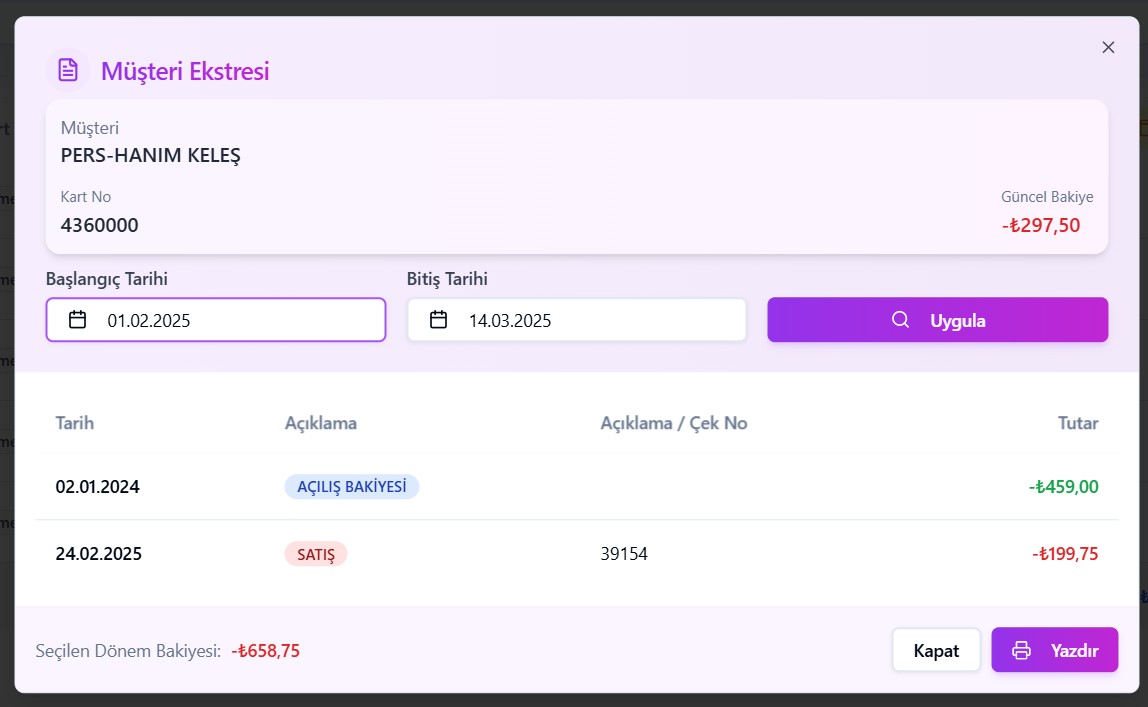 Müşteri Ekstresi
Müşteri
PERS-HANIM KELEŞ
Kart No
4360000
Güncel Bakiye
-₺297,50
Başlangıç Tarihi
01.02.2025
Bitiş Tarihi
14.03.2025
Uygula
Tarih Açıklama Açıklama / Çek No Tutar
02.01.2024 AÇILIŞ BAKİYESİ -₺459,00
24.02.2025 SATIŞ 39154 -₺199,75
Seçilen Dönem Bakiyesi: -₺658,75
Kapat
Yazdır